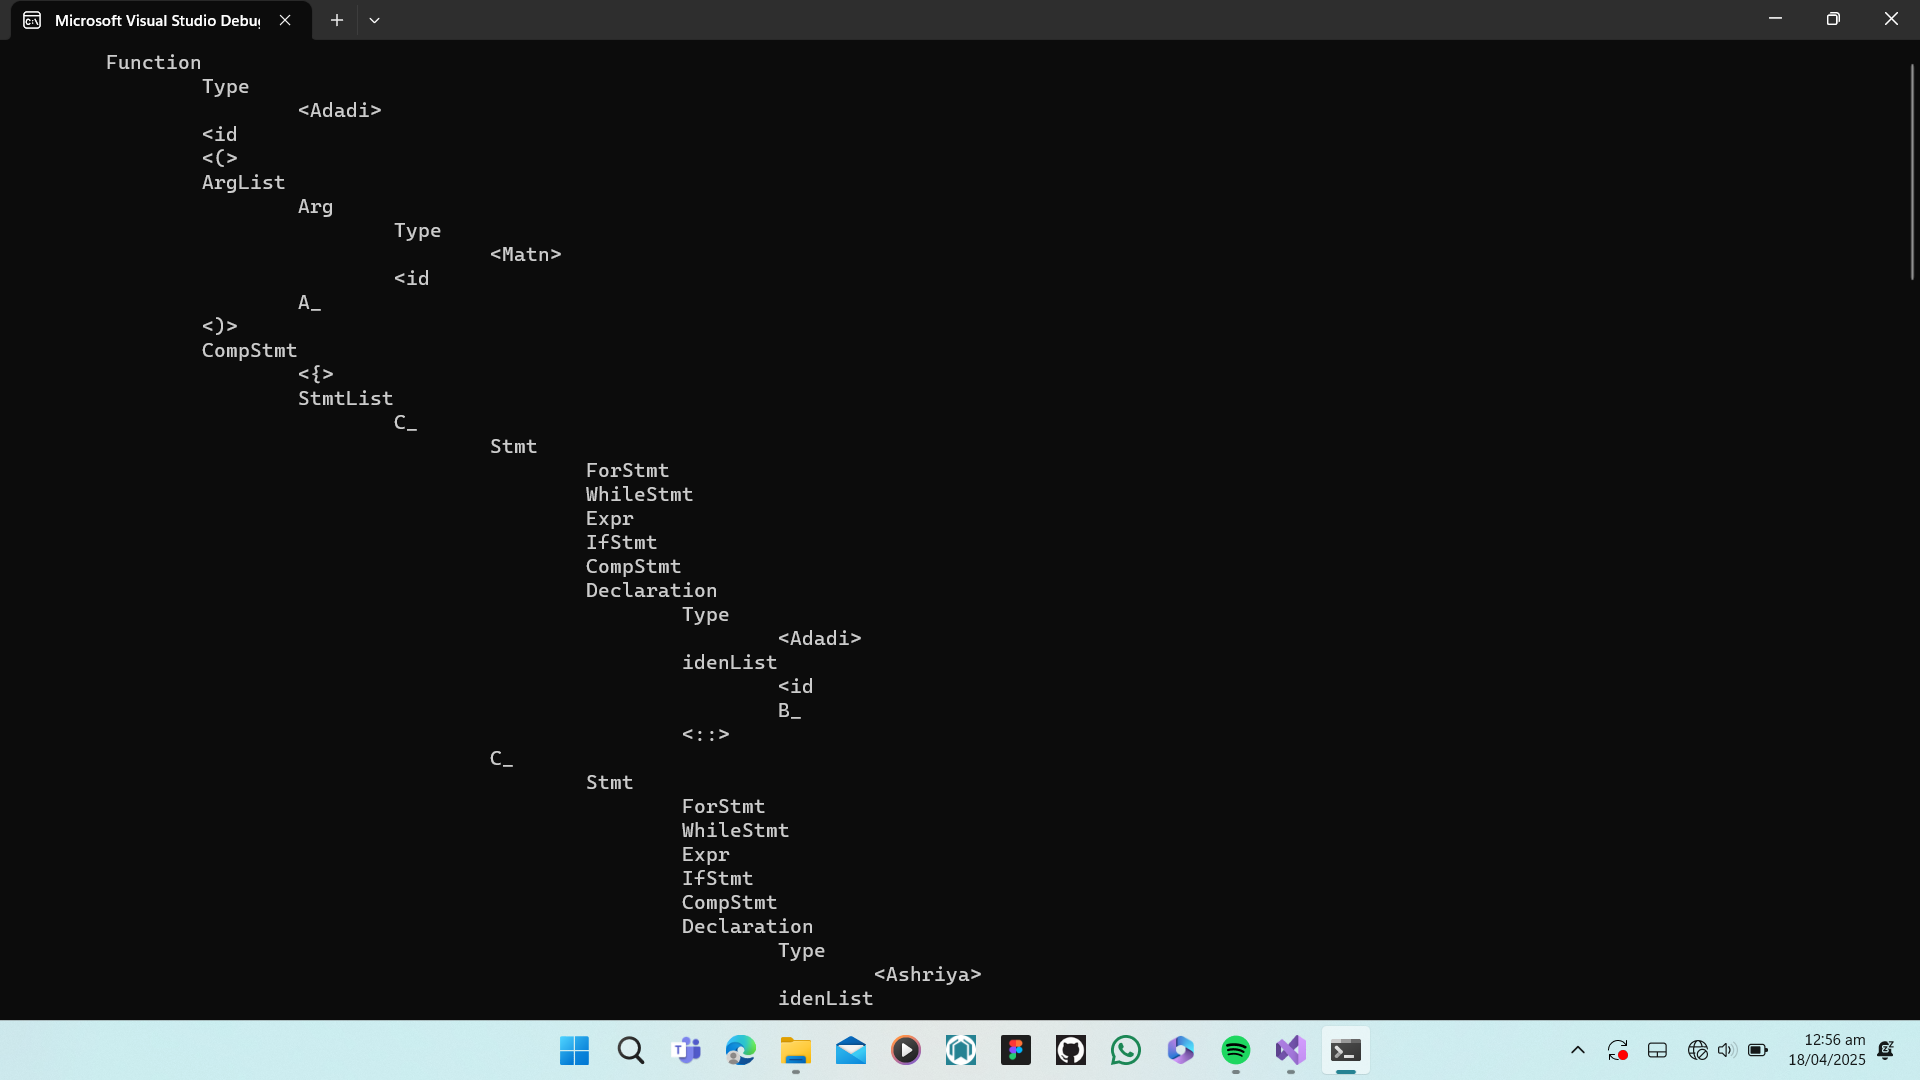 Microsoft Visual Studio Debug
Function
Type
<Adadi>
<id
<(>
ArgList
Arg
Type
<Matn>
<id
A_
<)>
CompStmt
<{>
StmtList
C_
Stmt
ForStmt
WhileStmt
Expr
IfStmt
CompStmt
Declaration
Type
<Adadi>
idenList
<id
B_
<::>
C_
Stmt
ForStmt
WhileStmt
Expr
IfStmt
CompStmt
Declaration
Type
<Ashriya>
idenList
12:56 am
18/04/2025